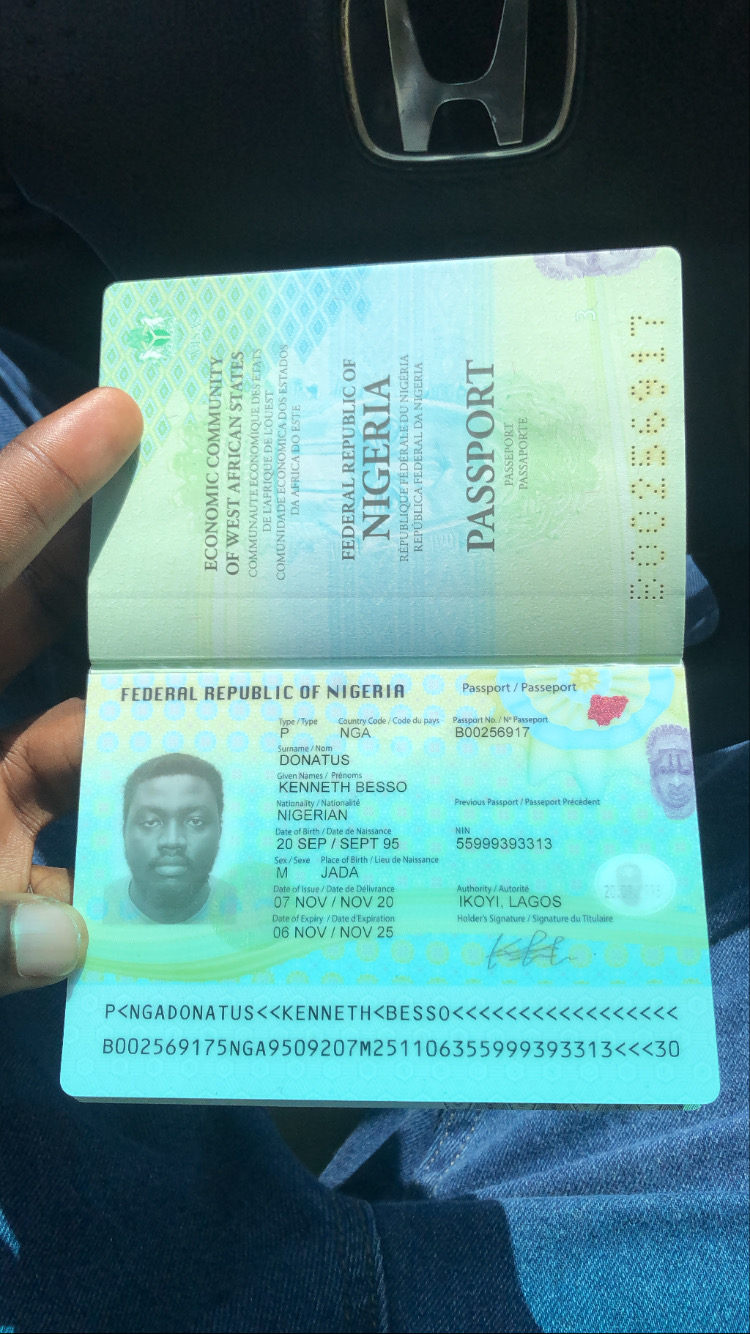 ECONOMIC COMMUNITY
OF WEST AFRICAN STATES
COMMUNAUTE ECONOMIQUE DES ETATS
DE L'AFRIQUE DE L'OUEST
COMUNIDADE ECONOMICA DOS ESTADOS
DA AFRICA DO ESTE
FEDERAL REPUBLIC OF
NIGERIA
RÉPUBLIQUE FÉDÉRALE DU NIGÉRIA
REPÚBLICA FEDERAL DA NIGERIA
PASSPORT
PASSEPORT
PASSAPORTE
3
B00256917
FEDERAL REPUBLIC OF NIGERIA
Passport / Passeport
Type / Type Country Code / Code du pays Passport No. / N° Passeport.
P NGA B00256917
Surname / Nom
DONATUS
Given Names / Prénoms
KENNETH BESSO
Nationality / Nationalité Previous Passport / Passeport Précédent
NIGERIAN
Date of Birth / Date de Naissance NIN
20 SEP / SEPT 95 55999393313
Sex / Sexe Place of Birth / Lieu de Naissance
M JADA
Date of Issue / Date de Délivrance Authority / Autorité
07 NOV / NOV 20 IKOYI, LAGOS
Date of Expiry / Date d'Expiration Holder's Signature / Signature du Titulaire
06 NOV / NOV 25
P<NGADONATUS<<KENNETH<BESSO<<<<<<<<<<<<<<<<<
B002569175NGA9509207M25110635599939313<<<30